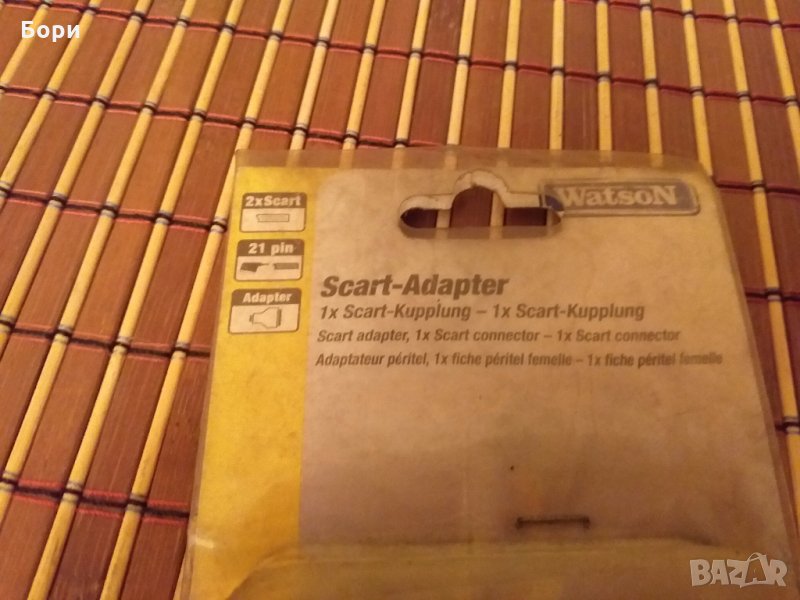 Бори
2xScart
21 pin
Adapter
WatsoN
Scart-Adapter
1x Scart-Kupplung – 1x Scart-Kupplung
Scart adapter, 1x Scart connector – 1x Scart connector
Adaptateur péritel, 1x fiche péritel femelle – 1x fiche péritel femelle
BAZAR